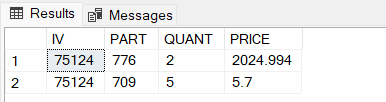 Results Messages
IV PART QUANT PRICE
1 75124 776 2 2024.994
2 75124 709 5 5.7